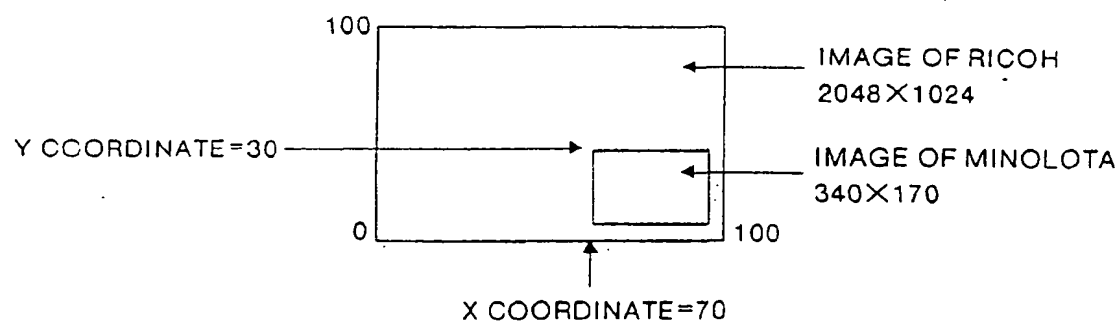 100
IMAGE OF RICOH
2048×1024
Y CCORDINATE=30
IMAGE OF MINOLOTA
340×170
0
100
X COORDINATE=70